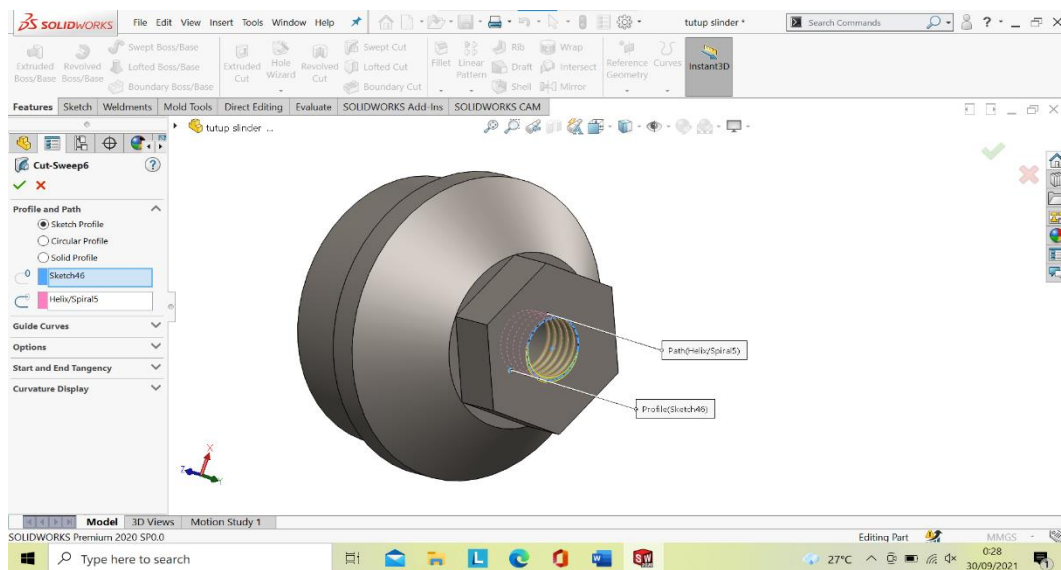 SOLIDWORKS File Edit View Insert Tools Window Help tutup slinder * Search Commands ?
Extruded Boss/Base
Revolved Boss/Base
Swept Boss/Base
Lofted Boss/Base
Boundary Boss/Base
Extruded Cut
Hole Wizard
Revolved Cut
Swept Cut
Lofted Cut
Boundary Cut
Fillet
Linear Pattern
Rib
Draft
Shell
Wrap
Intersect
Mirror
Reference Geometry
Curves
Instant3D
Features Sketch Weldments Mold Tools Direct Editing Evaluate SOLIDWORKS Add-Ins SOLIDWORKS CAM
tutup slinder ...
Cut-Sweep6 ?
Profile and Path
Sketch Profile
Circular Profile
Solid Profile
Sketch46
Helix/Spiral5
Guide Curves
Options
Start and End Tangency
Curvature Display
Path(Helix/Spiral5)
Profile(Sketch46)
X
Z
Y
Model 3D Views Motion Study 1
SOLIDWORKS Premium 2020 SP0.0 Editing Part MMGS
Type here to search L W SW 27°C 0:28
30/09/2021